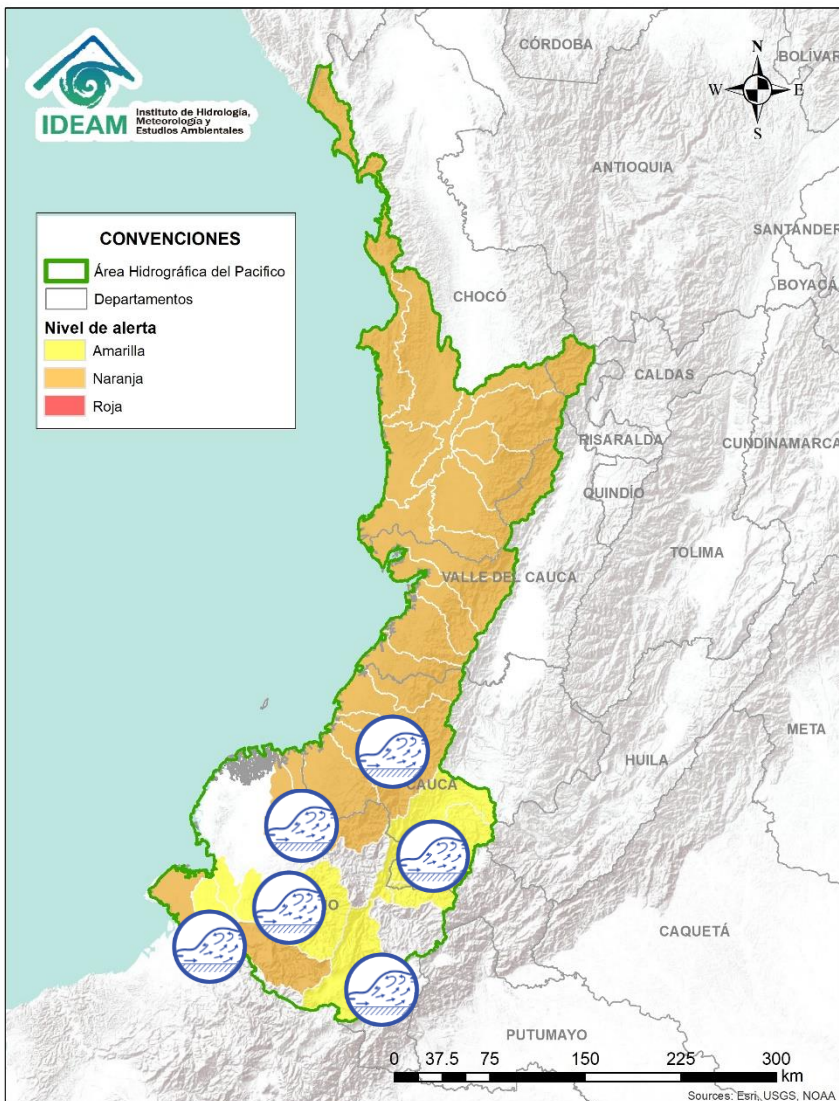 IDEAM
Instituto de Hidrología,
Meteorología y
Estudios Ambientales
N
W
E
S
CÓRDOBA
BOLÍVAR
ANTIOQUIA
SANTANDER
BOYACÁ
CHOCÓ
CALDAS
RISARALDA
CUNDINAMARCA
QUINDÍO
TOLIMA
VALLE DEL CAUCA
META
HUILA
CAUCA
O
CAQUETÁ
PUTUMAYO
CONVENCIONES
Área Hidrográfica del Pacifico
Departamentos
Nivel de alerta
Amarilla
Naranja
Roja
0 37.5 75 150 225 300
km
Sources: Esri, USGS, NOAA